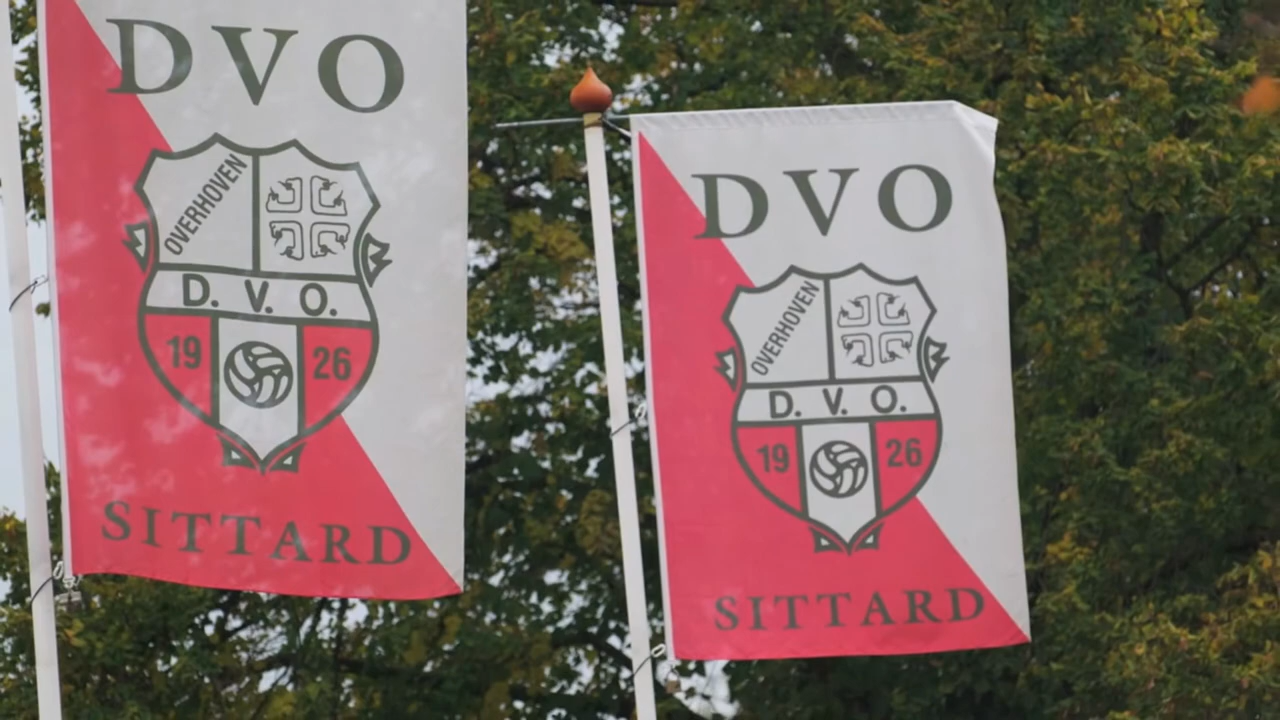 DVO
OVERHOVEN
D. V. O.
19 26
SITTARD
DVO
OVERHOVEN
D. V. O.
19 26
SITTARD